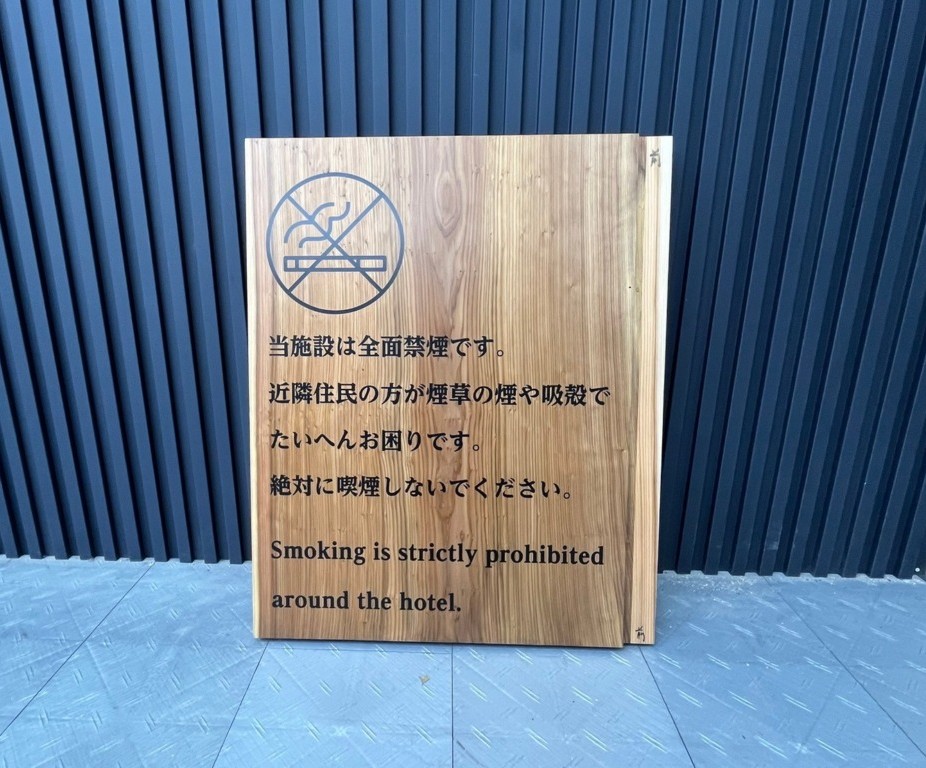 当施設は全面禁煙です。
近隣住民の方が煙草の煙や吸殻で
たいへんお困りです。
絶対に喫煙しないでください。
Smoking is strictly prohibited
around the hotel.
前
前